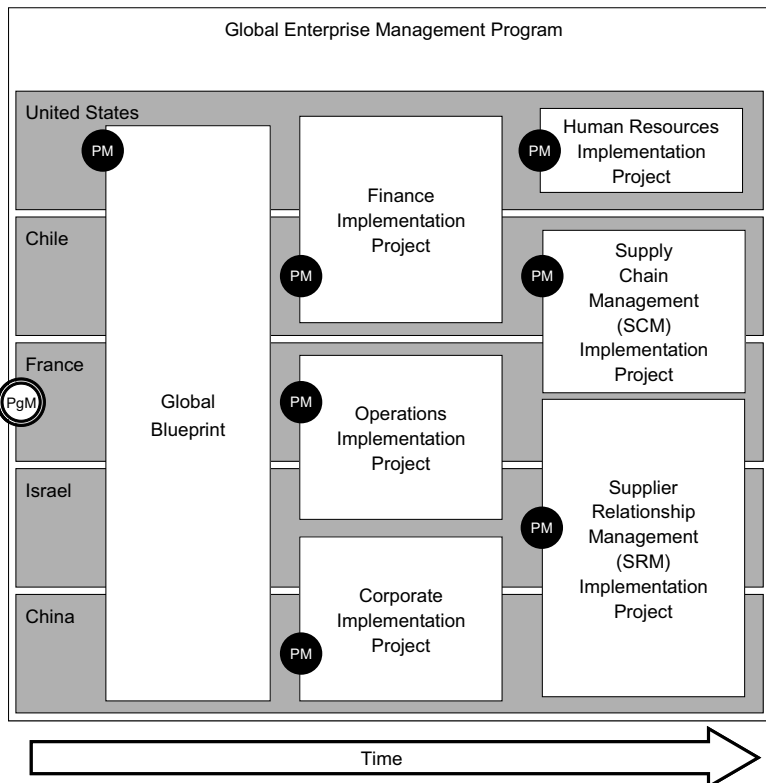 Global Enterprise Management Program
United States
PM
Human Resources
Implementation
Project
PM
Finance
Implementation
Project
PM
Chile
Supply
Chain
Management
(SCM)
Implementation
Project
PM
France
PgM
Global
Blueprint
PM
Operations
Implementation
Project
PM
Israel
Supplier
Relationship
Management
(SRM)
Implementation
Project
PM
China
Corporate
Implementation
Project
PM
Time